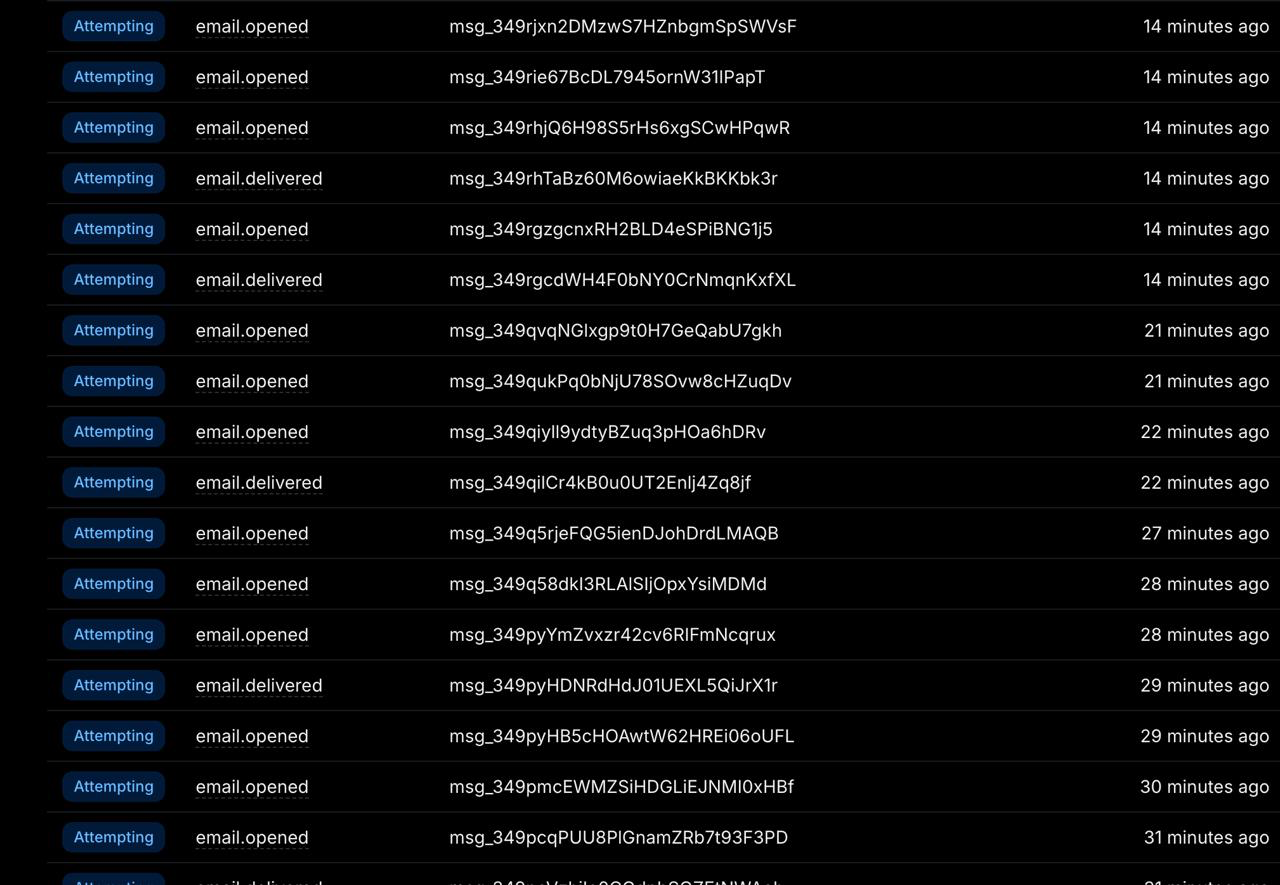 Attempting email.opened msg_349rjxn2DMzwS7HZnbgmSpSWVsF 14 minutes ago
Attempting email.opened msg_349rie67BcDL7945ornW31lPapT 14 minutes ago
Attempting email.opened msg_349rhjQ6H98S5rHs6xgSCwHPqwR 14 minutes ago
Attempting email.delivered msg_349rhTaBz60M6owiaeKkBKKbk3r 14 minutes ago
Attempting email.opened msg_349rgzgcnxRH2BLD4eSPiBNG1j5 14 minutes ago
Attempting email.delivered msg_349rgcdWH4F0bNY0CrNmqnKxfXL 14 minutes ago
Attempting email.opened msg_349qvqNGlxgp9t0H7GeQabU7gkh 21 minutes ago
Attempting email.opened msg_349qukPq0bNjU78SOvw8cHZuqDv 21 minutes ago
Attempting email.opened msg_349qiyIl9ydtyBZuq3pHOa6hDRv 22 minutes ago
Attempting email.delivered msg_349qilCr4kB0u0UT2Enlj4Zq8jf 22 minutes ago
Attempting email.opened msg_349q5rjeFQG5ienDJohDrdLMAQB 27 minutes ago
Attempting email.opened msg_349q58dkI3RLAlSljOpxYsiMDMd 28 minutes ago
Attempting email.opened msg_349pyYmZvxzr42cv6RIFmNcqrux 28 minutes ago
Attempting email.delivered msg_349pyHDNRdHdJ01UEXL5QiJrX1r 29 minutes ago
Attempting email.opened msg_349pyHB5cHOAwtW62HREi06oUFL 29 minutes ago
Attempting email.opened msg_349pmcEWMZSiHDGLiEJNMI0xHBf 30 minutes ago
Attempting email.opened msg_349pcqPUU8PlGnamZRb7t93F3PD 31 minutes ago